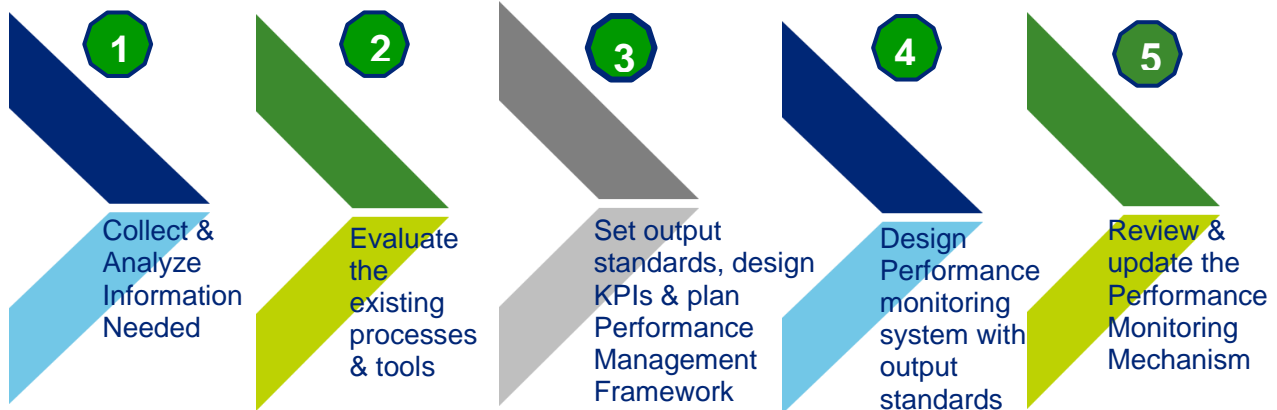 1
Collect &
Analyze
Information
Needed
2
Evaluate
the
existing
processes
& tools
3
Set output
standards, design
KPIs & plan
Performance
Management
Framework
4
Design
Performance
monitoring
system with
output
standards
5
Review &
update the
Performance
Monitoring
Mechanism